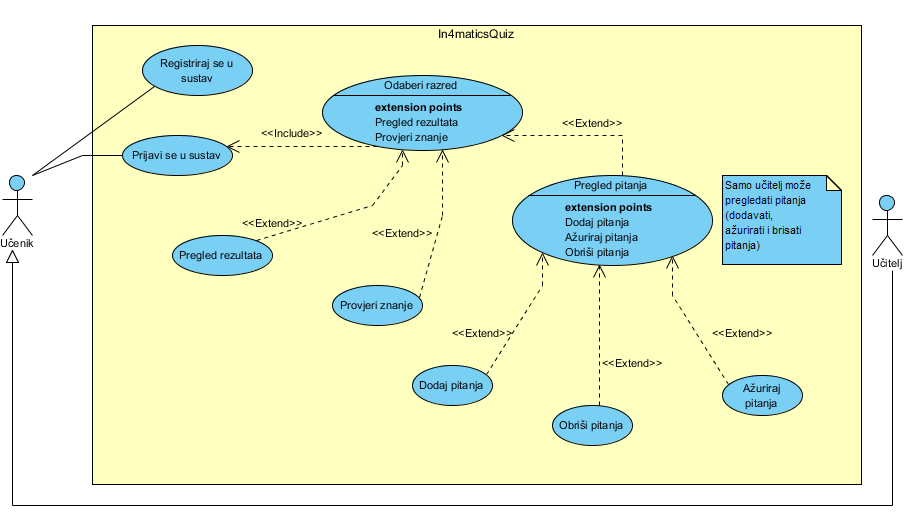 In4maticsQuiz
Registriraj se u
sustav
Odaberi razred
extension points
Pregled rezultata
Provjeri znanje
<<Extend>>
<<Include>>
Prijavi se u sustav
Pregled pitanja
extension points
Dodaj pitanja
Ažuriraj pitanja
Obriši pitanja
Samo učitelj može
pregledati pitanja
(dodavati,
ažurirati i brisati
pitanja)
Učenik
Učitelj
<<Extend>>
<<Extend>>
Pregled rezultata
Provjeri znanje
<<Extend>>
<<Extend>>
<<Extend>>
Dodaj pitanja
Ažuriraj
pitanja
Obriši pitanja